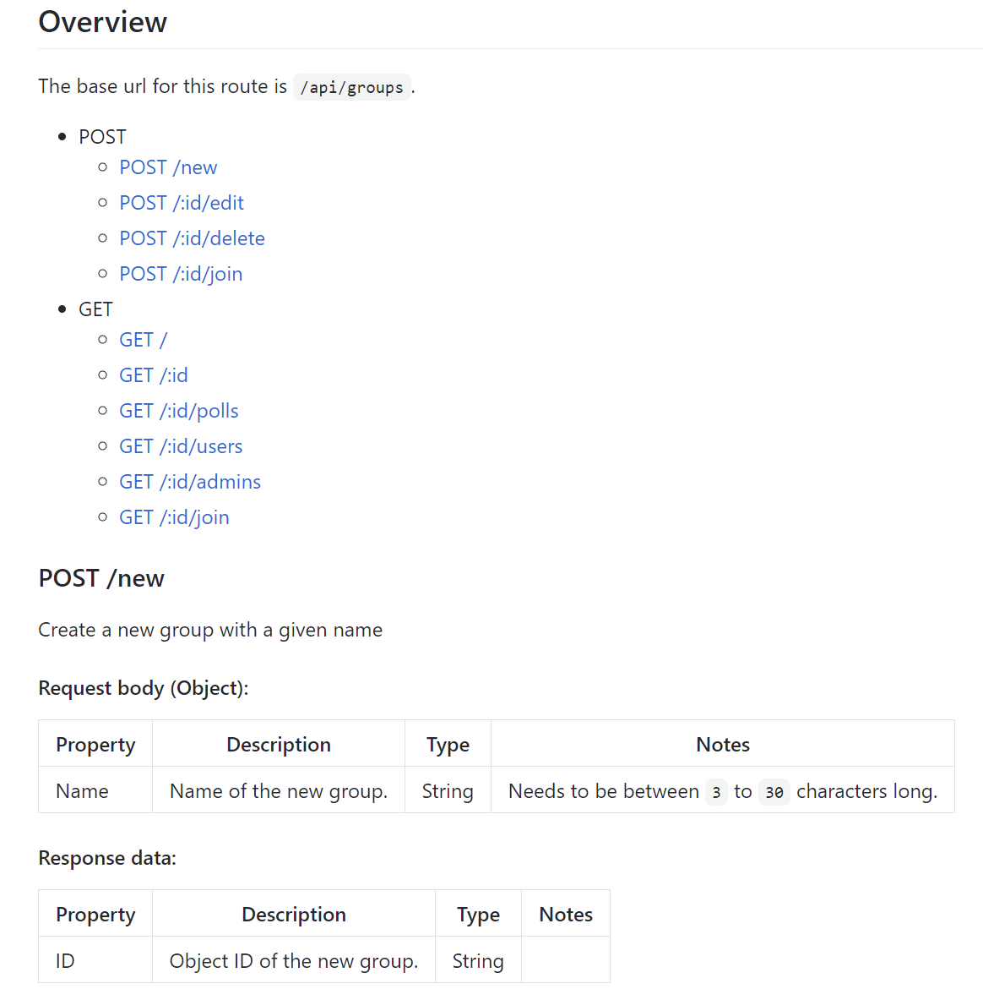 Overview
The base url for this route is /api/groups.
POST
POST /new
POST /:id/edit
POST /:id/delete
POST /:id/join
GET
GET /
GET /:id
GET /:id/polls
GET /:id/users
GET /:id/admins
GET /:id/join
POST /new
Create a new group with a given name
Request body (Object):
Property Description Type Notes
Name Name of the new group. String Needs to be between 3 to 30 characters long.
Response data:
Property Description Type Notes
ID Object ID of the new group. String